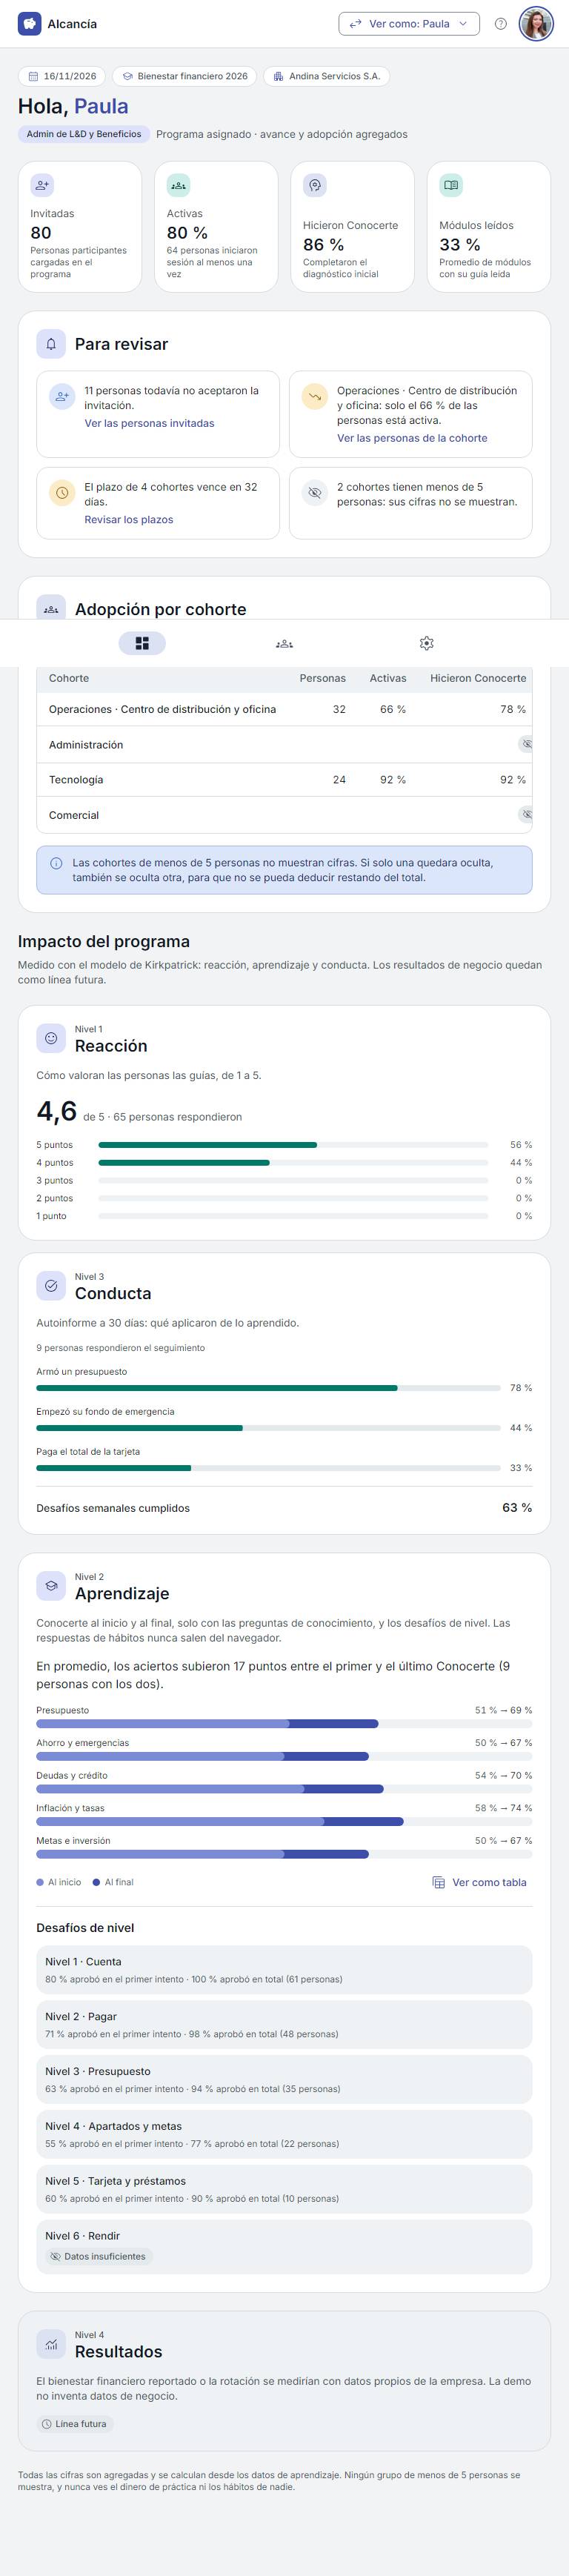 Alcancía
Ver como: Paula
16/11/2026
Bienestar financiero 2026
Andina Servicios S.A.
Hola, Paula
Admin de L&D y Beneficios
Programa asignado · avance y adopción agregados
Invitadas
80
Personas participantes
cargadas en el
programa
Activas
80 %
64 personas iniciaron
sesión al menos una
vez
Hicieron Conocerte
86 %
Completaron el
diagnóstico inicial
Módulos leídos
33 %
Promedio de módulos
con su guía leída
Para revisar
11 personas todavía no aceptaron la
invitación.
Ver las personas invitadas
Operaciones · Centro de distribución
y oficina: solo el 66 % de las
personas está activa.
Ver las personas de la cohorte
El plazo de 4 cohortes vence en 32
días.
Revisar los plazos
2 cohortes tienen menos de 5
personas: sus cifras no se muestran.
Adopción por cohorte
Cohorte Personas Activas Hicieron Conocerte
Operaciones · Centro de distribución y oficina 32 66 % 78 %
Administración
Tecnología 24 92 % 92 %
Comercial
Las cohortes de menos de 5 personas no muestran cifras. Si solo una quedara oculta,
también se oculta otra, para que no se pueda deducir restando del total.
Impacto del programa
Medido con el modelo de Kirkpatrick: reacción, aprendizaje y conducta. Los resultados de negocio quedan
como línea futura.
Nivel 1
Reacción
Cómo valoran las personas las guías, de 1 a 5.
4,6 de 5 · 65 personas respondieron
5 puntos 56 %
4 puntos 44 %
3 puntos 0 %
2 puntos 0 %
1 punto 0 %
Nivel 3
Conducta
Autoinforme a 30 días: qué aplicaron de lo aprendido.
9 personas respondieron el seguimiento
Armó un presupuesto
78 %
Empezó su fondo de emergencia
44 %
Paga el total de la tarjeta
33 %
Desafíos semanales cumplidos 63 %
Nivel 2
Aprendizaje
Conocerte al inicio y al final, solo con las preguntas de conocimiento, y los desafíos de nivel. Las
respuestas de hábitos nunca salen del navegador.
En promedio, los aciertos subieron 17 puntos entre el primer y el último Conocerte (9
personas con los dos).
Presupuesto 51 % → 69 %
Ahorro y emergencias 50 % → 67 %
Deudas y crédito 54 % → 70 %
Inflación y tasas 58 % → 74 %
Metas e inversión 50 % → 67 %
Al inicio Al final Ver como tabla
Desafíos de nivel
Nivel 1 · Cuenta
80 % aprobó en el primer intento · 100 % aprobó en total (61 personas)
Nivel 2 · Pagar
71 % aprobó en el primer intento · 98 % aprobó en total (48 personas)
Nivel 3 · Presupuesto
63 % aprobó en el primer intento · 94 % aprobó en total (35 personas)
Nivel 4 · Apartados y metas
55 % aprobó en el primer intento · 77 % aprobó en total (22 personas)
Nivel 5 · Tarjeta y préstamos
60 % aprobó en el primer intento · 90 % aprobó en total (10 personas)
Nivel 6 · Rendir
Datos insuficientes
Nivel 4
Resultados
El bienestar financiero reportado o la rotación se medirían con datos propios de la empresa. La demo
no inventa datos de negocio.
Línea futura
Todas las cifras son agregadas y se calculan desde los datos de aprendizaje. Ningún grupo de menos de 5 personas se
muestra, y nunca ves el dinero de práctica ni los hábitos de nadie.